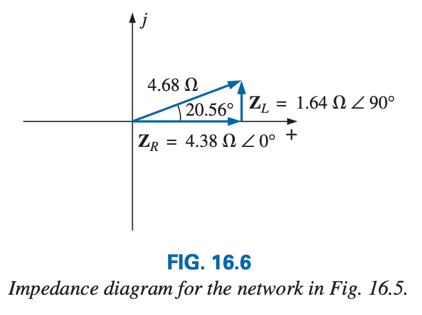 j
4.68 Ω
20.56°
Z_L = 1.64 Ω ∠ 90°
Z_R = 4.38 Ω ∠ 0°
+
FIG. 16.6
Impedance diagram for the network in Fig. 16.5.